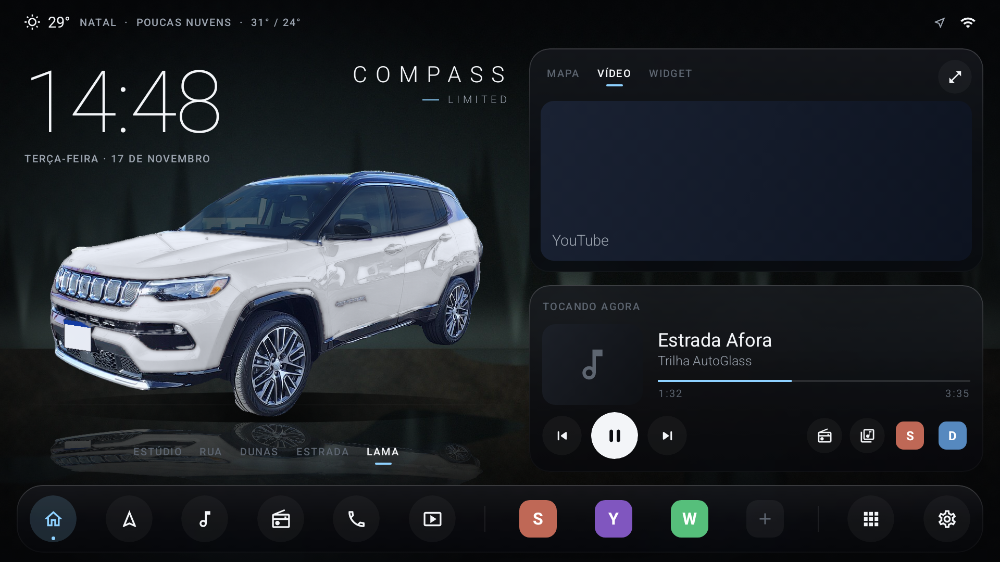 29° NATAL · POUCAS NUVENS · 31° / 24°
14:48
TERÇA-FEIRA · 17 DE NOVEMBRO
COMPASS
LIMITED
MAPA VÍDEO WIDGET
YouTube
TOCANDO AGORA
Estrada Afora
Trilha AutoGlass
1:32 3:35
S D
ESTÚDIO RUA DUNAS ESTRADA LAMA
S Y W